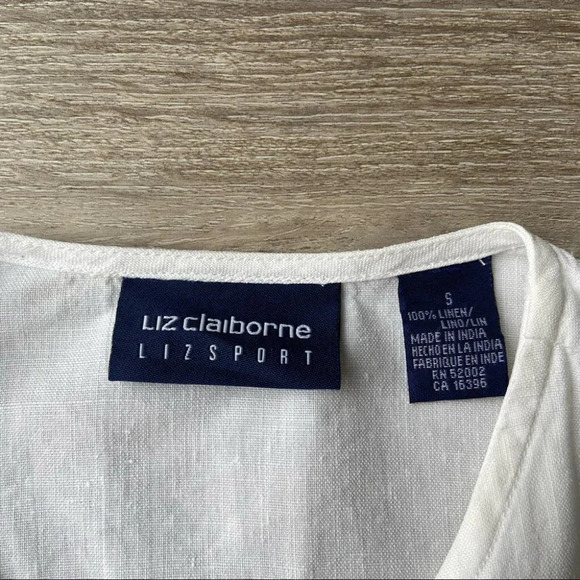 Liz claiborne
LIZSPORT
S
100% LINEN/
LINO/LIN
MADE IN INDIA
HECHO EN LA INDIA
FABRIQUE EN INDE
RN 52002
CA 16396